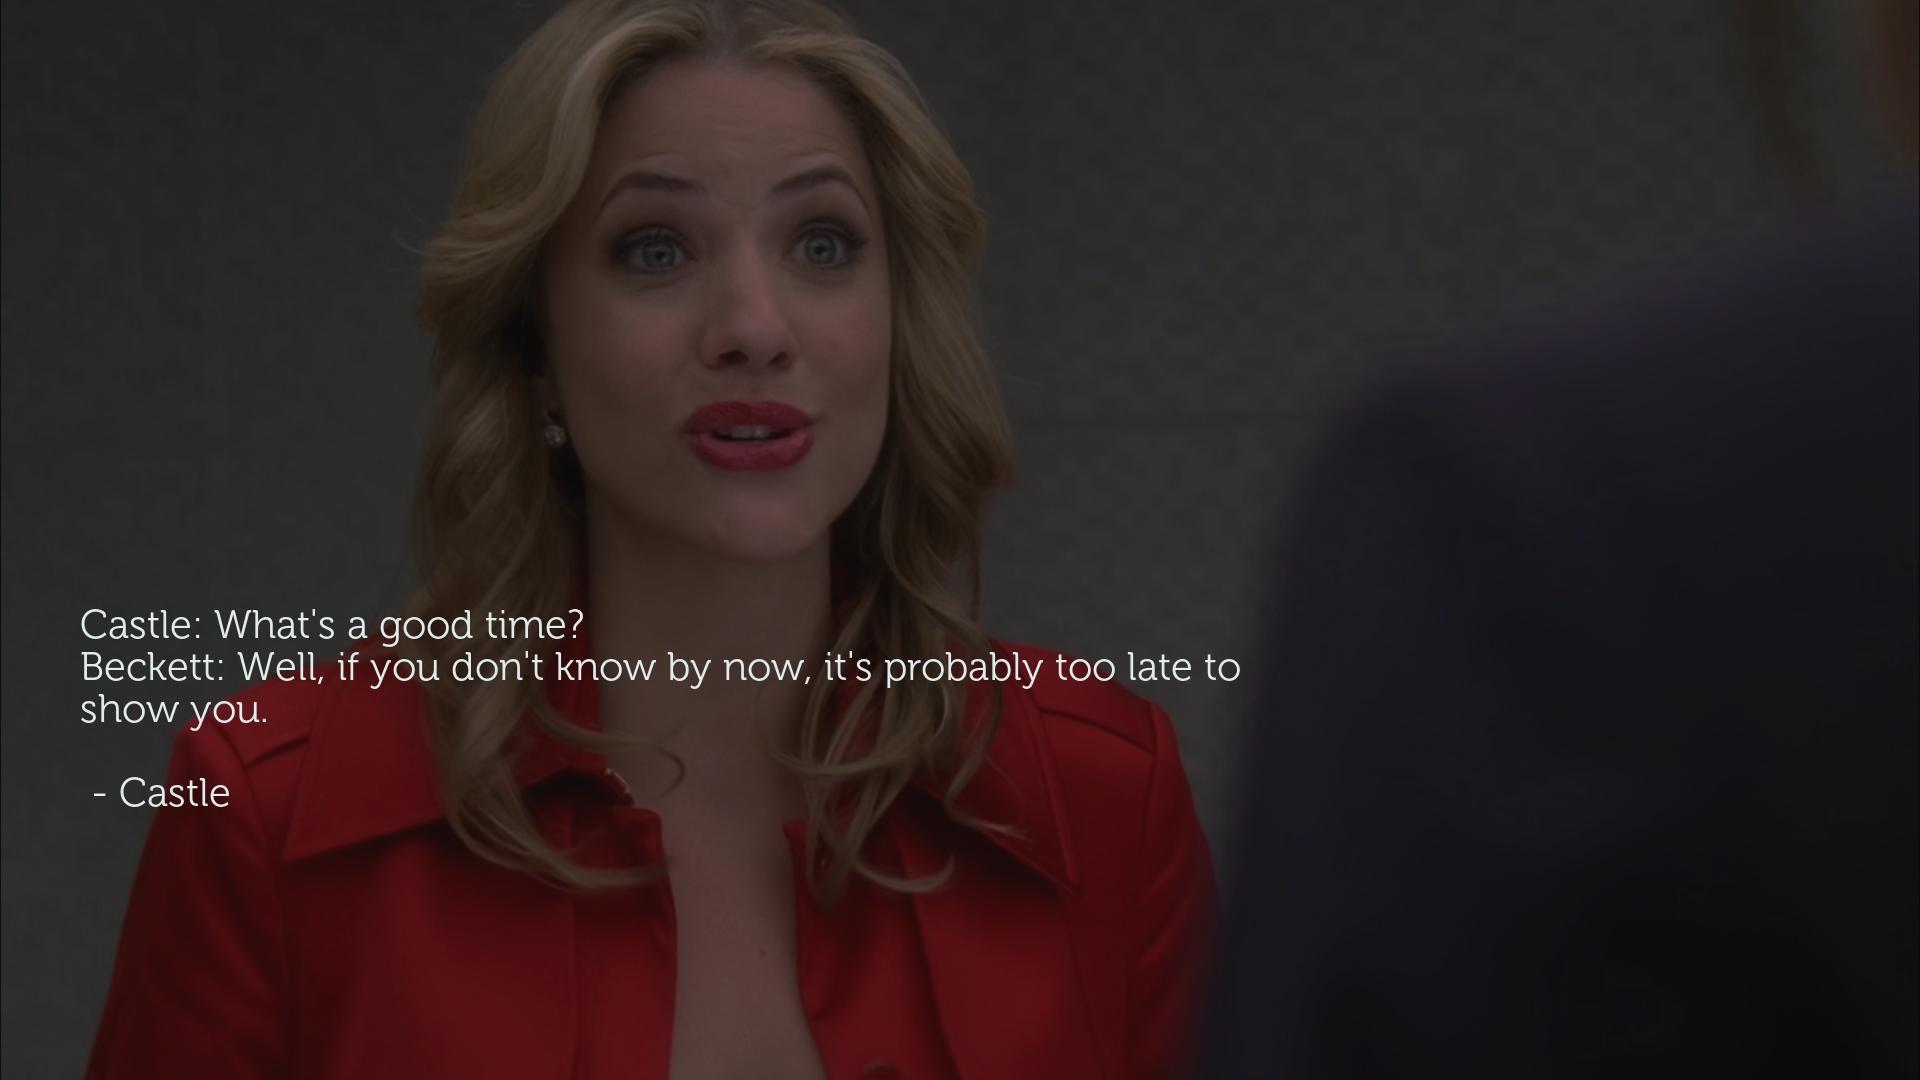 Castle: What's a good time?
Beckett: Well, if you don't know by now, it's probably too late to
show you.
- Castle